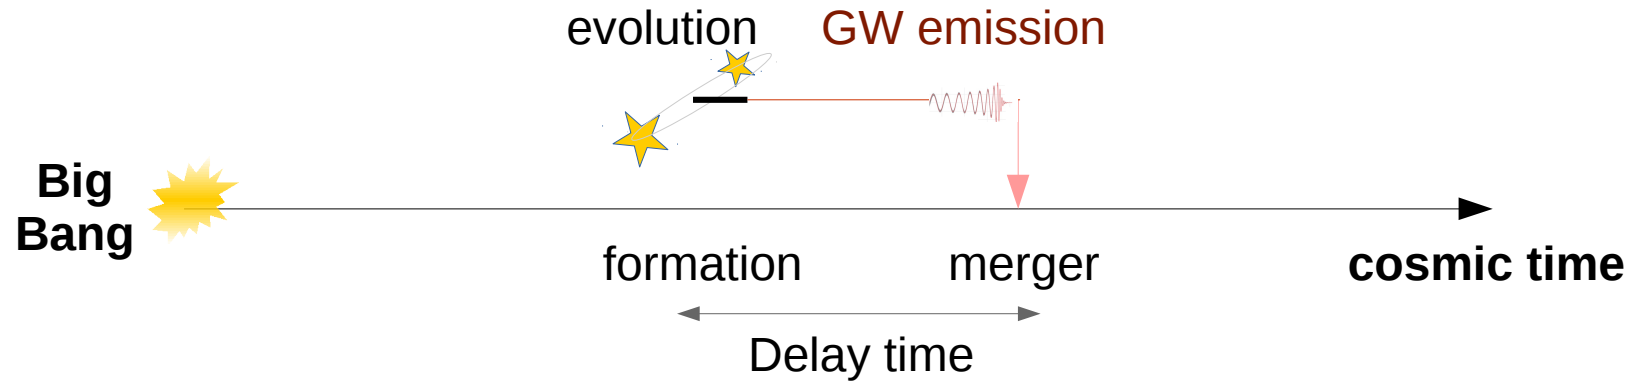 evolution
GW emission
Big
Bang
formation
merger
cosmic time
Delay time